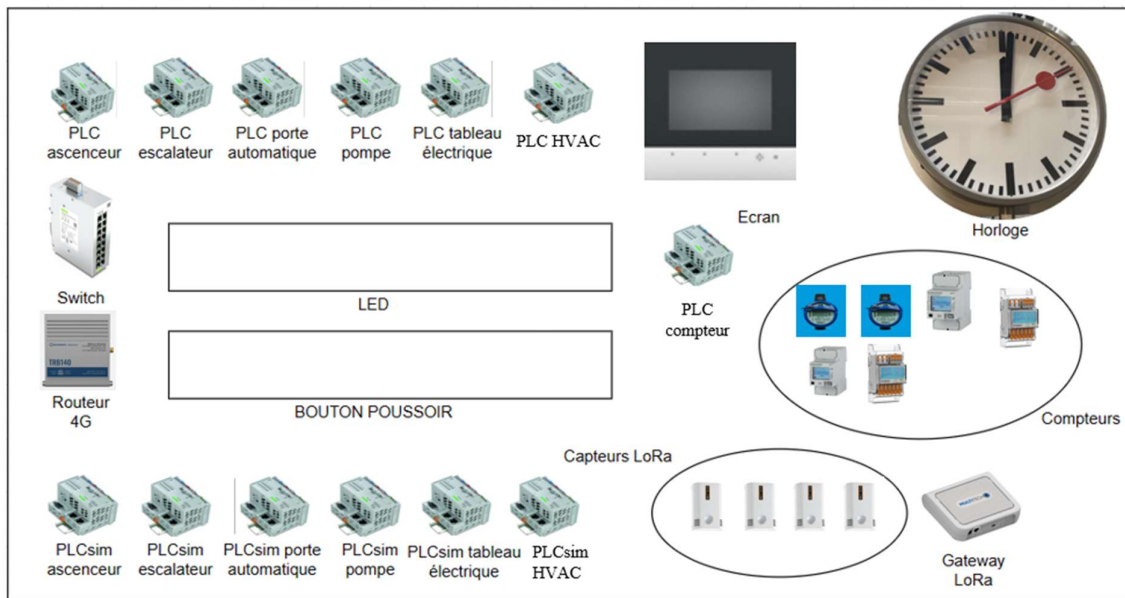 PLC
ascenceur
PLC
escalateur
PLC porte
automatique
PLC
pompe
PLC tableau
électrique
PLC HVAC
Ecran
Horloge
Switch
LED
PLC
compteur
TRB140
Routeur
4G
BOUTON POUSSOIR
Compteurs
Capteurs LoRa
PLCsim
ascenceur
PLCsim
escalateur
PLCsim porte
automatique
PLCsim
pompe
PLCsim tableau
électrique
PLCsim
HVAC
Gateway
LoRa